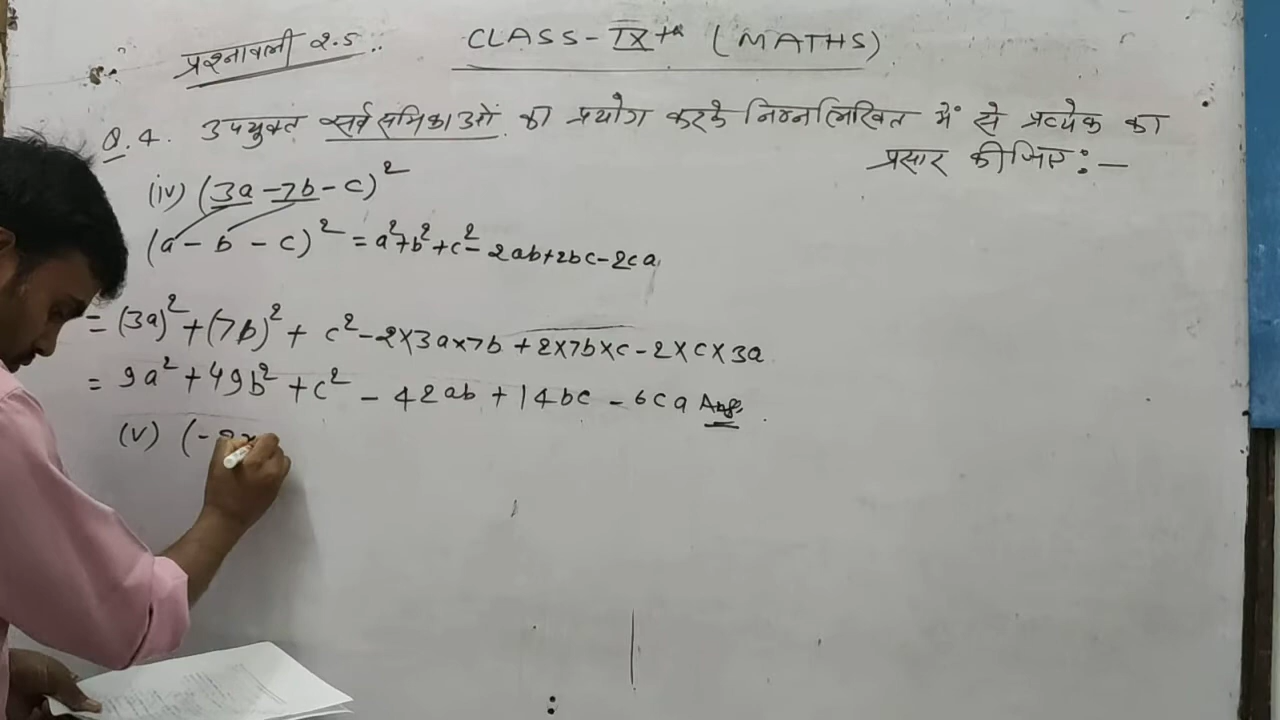 प्रश्नावली 2.5..
CLASS-IXth (MATHS)
Q.4. उपयुक्त सर्वसमिकाओं का प्रयोग करके निम्नलिखित में से प्रत्येक का
प्रसार कीजिए:—
(iv) (3a-7b-c)²
(a-b-c)² = a²+b²+c²-2ab+2bc-2ca
= (3a)²+(7b)²+ c²-2×3a×7b+2×7b×c-2×c×3a
= 9a²+49b²+c²-42ab+14bc-6ca Ans.
(v) (-